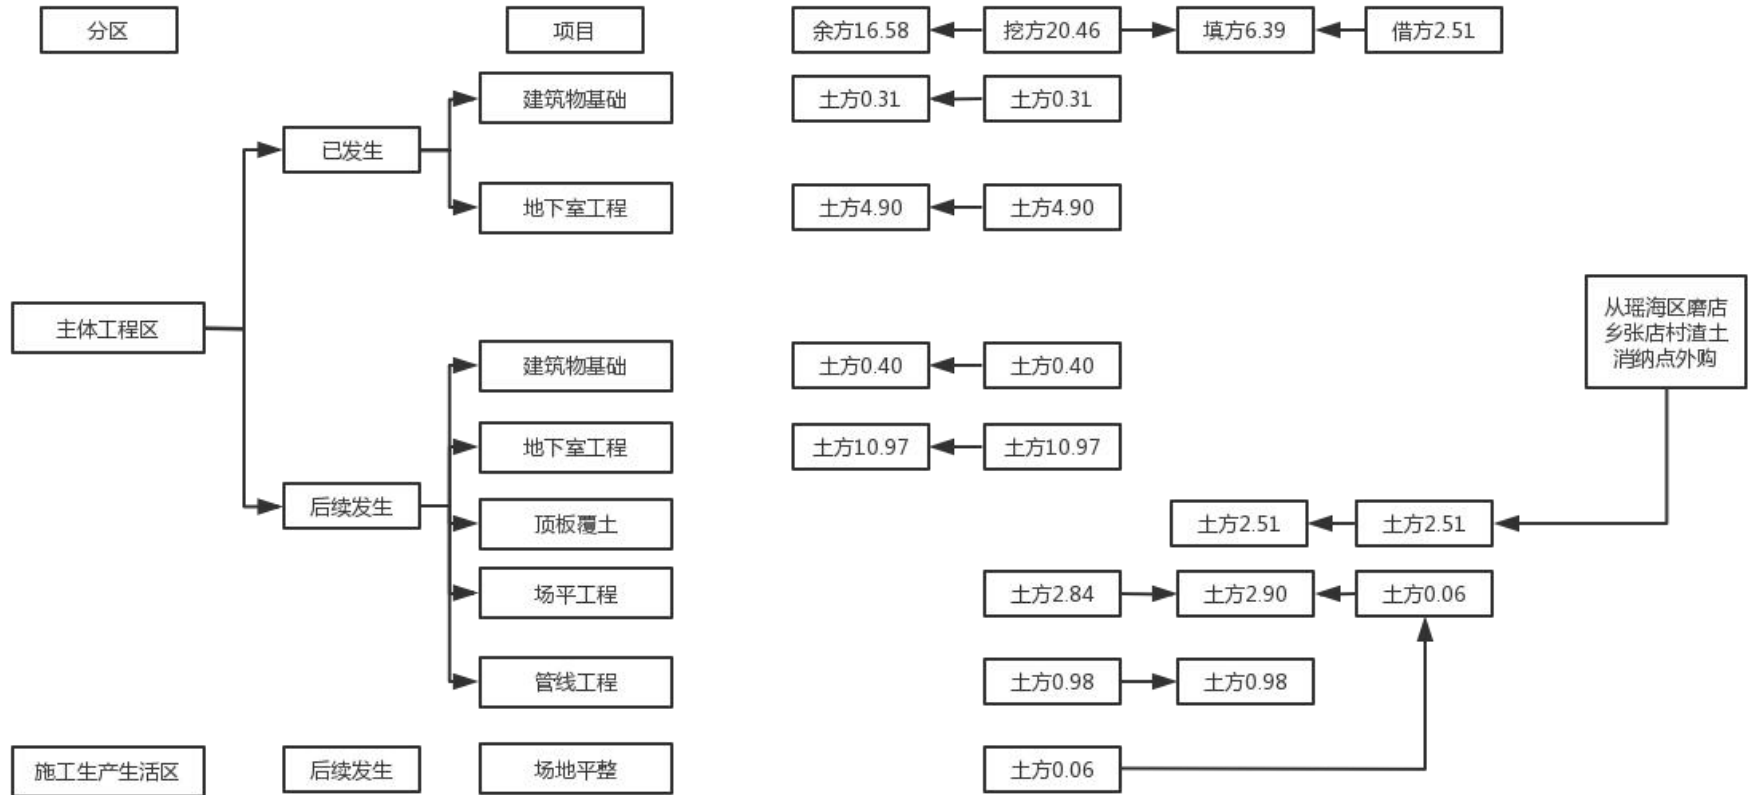 分区
项目
余方16.58
挖方20.46
填方6.39
借方2.51
建筑物基础
土方0.31
土方0.31
已发生
地下室工程
土方4.90
土方4.90
主体工程区
从瑶海区磨店
乡张店村渣土
消纳点外购
建筑物基础
土方0.40
土方0.40
地下室工程
土方10.97
土方10.97
后续发生
顶板覆土
土方2.51
土方2.51
场平工程
土方2.84
土方2.90
土方0.06
管线工程
土方0.98
土方0.98
施工生产生活区
后续发生
场地平整
土方0.06